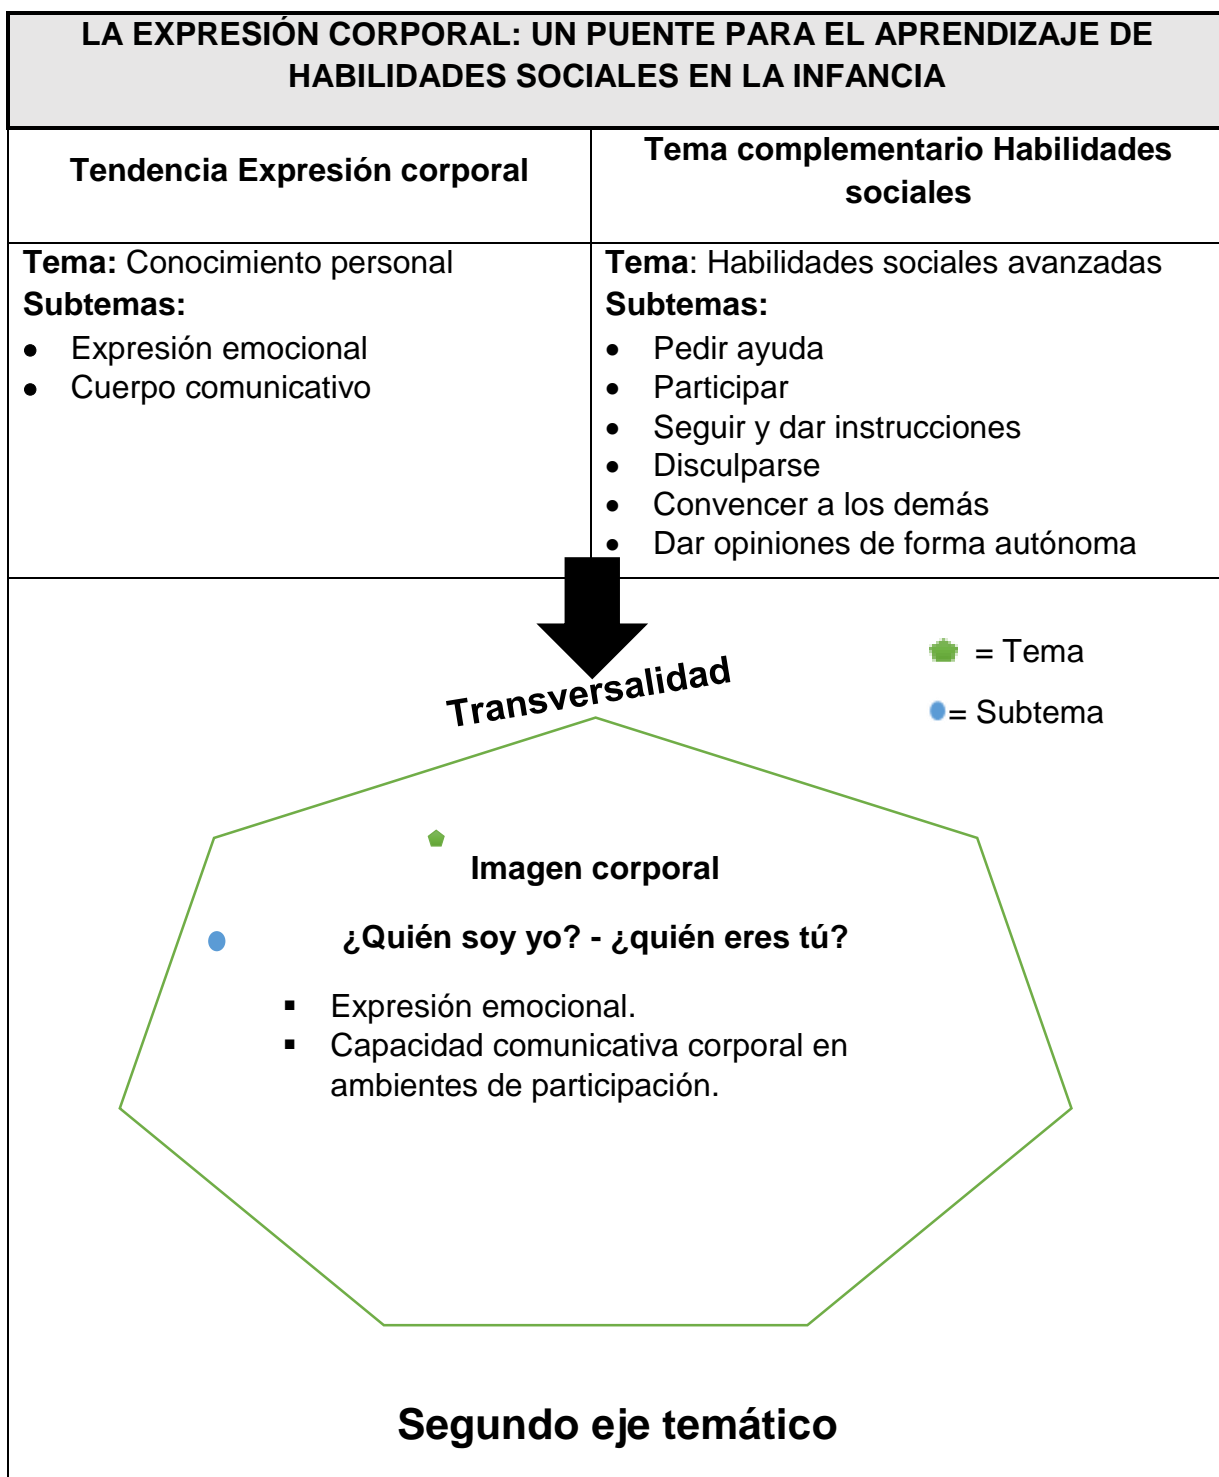 LA EXPRESIÓN CORPORAL: UN PUENTE PARA EL APRENDIZAJE DE
HABILIDADES SOCIALES EN LA INFANCIA
Tendencia Expresión corporal
Tema complementario Habilidades
sociales
Tema: Conocimiento personal
Subtemas:
• Expresión emocional
• Cuerpo comunicativo
Tema: Habilidades sociales avanzadas
Subtemas:
• Pedir ayuda
• Participar
• Seguir y dar instrucciones
• Disculparse
• Convencer a los demás
• Dar opiniones de forma autónoma
= Tema
= Subtema
Transversalidad
Imagen corporal
¿Quién soy yo? - ¿quién eres tú?
▪ Expresión emocional.
▪ Capacidad comunicativa corporal en
ambientes de participación.
Segundo eje temático